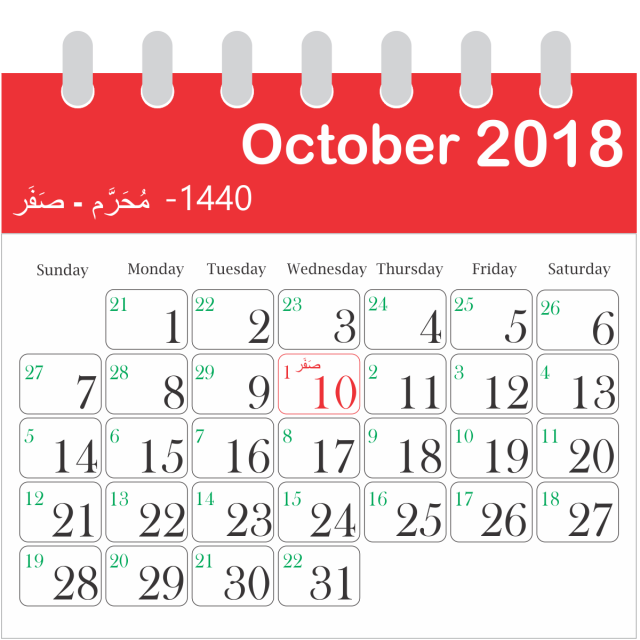 October 2018
مُحَرَّم - صَفَر -1440
Sunday Monday Tuesday Wednesday Thursday Friday Saturday
21 1 22 2 23 3 24 4 25 5 26 6
27 7 28 8 29 9 1 صَفَر 10 2 11 3 12 4 13
5 14 6 15 7 16 8 17 9 18 10 19 11 20
12 21 13 22 14 23 15 24 16 25 17 26 18 27
19 28 20 29 21 30 22 31